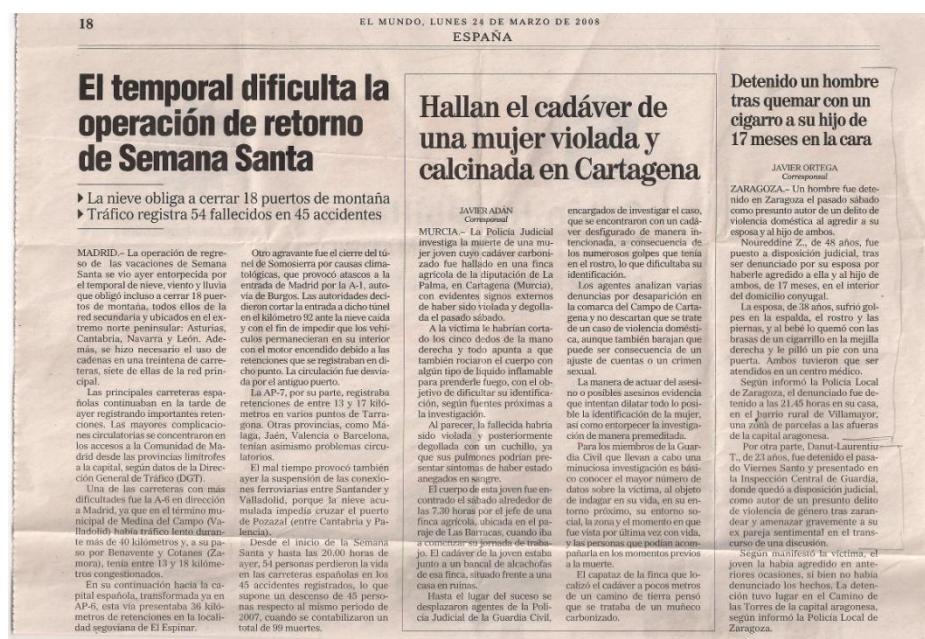 18
EL MUNDO, LUNES 24 DE MARZO DE 2008
ESPAÑA
El temporal dificulta la
operación de retorno
de Semana Santa
La nieve obliga a cerrar 18 puertos de montaña
Tráfico registra 54 fallecidos en 45 accidentes
MADRID.– La operación de regre-
so de las vacaciones de Semana
Santa se vio ayer entorpecida por
el temporal de nieve, viento y lluvia
que obligó incluso a cerrar 18 puer-
tos de montaña, todos ellos de la
red secundaria y ubicados en el ex-
tremo norte peninsular: Asturias,
Cantabria, Navarra y León. Ade-
más, se hizo necesario el uso de
cadenas en una treintena de carre-
teras, siete de ellas de la red prin-
cipal.
Las principales carreteras espa-
ñolas continuaban en la tarde de
ayer registrando importantes reten-
ciones. Las mayores complicacio-
nes circulatorias se concentraron en
los accesos a la Comunidad de Ma-
drid desde las provincias limítrofes
a la capital, según datos de la Direc-
ción General de Tráfico (DGT).
Una de las carreteras con más
dificultades fue la A-6 en dirección
a Madrid, ya que en el término mu-
nicipal de Medina del Campo (Va-
lladolid) había tráfico lento duran-
te más de 40 kilómetros y, a su pa-
so por Benavente y Cotanes (Za-
mora), tenía entre 13 y 18 kilóme-
tros congestionados.
En su continuación hacia la ca-
pital española, transformada ya en
AP-6, esta vía presentaba 36 kiló-
metros de retenciones en la locali-
dad segoviana de El Espinar.
Otro agravante fue el cierre del tú-
nel de Somosierra por causas clima-
tológicas, que provocó atascos a la
entrada de Madrid por la A-1, auto-
vía de Burgos. Las autoridades deci-
dieron cortar la entrada a dicho túnel
en el kilómetro 92 ante la nieve caída
y con el fin de impedir que los vehí-
culos permanecieran en su interior
con el motor encendido debido a las
retenciones que se registraban en di-
cho punto. La circulación fue desvia-
da por el antiguo puerto.
La AP-7, por su parte, registraba
retenciones de entre 13 y 17 kiló-
metros en varios puntos de Tarra-
gona. Otras provincias, como Má-
laga, Jaén, Valencia o Barcelona,
tenían asimismo problemas circu-
latorios.
El mal tiempo provocó también
ayer la suspensión de las conexio-
nes ferroviarias entre Santander y
Valladolid, porque la nieve acu-
mulada impedía cruzar el puerto
de Pozazal (entre Cantabria y Pa-
lencia).
Desde el inicio de la Semana
Santa y hasta las 20.00 horas de
ayer, 54 personas perdieron la vida
en las carreteras españolas en los
45 accidentes registrados, lo que
supone un descenso de 45 perso-
nas respecto al mismo periodo de
2007, cuando se contabilizaron un
total de 99 muertes.
Hallan el cadáver de
una mujer violada y
calcinada en Cartagena
JAVIER ADÁN
Corresponsal
MURCIA.– La Policía Judicial
investiga la muerte de una mu-
jer joven cuyo cadáver carboni-
zado fue hallado en una finca
agrícola de la diputación de La
Palma, en Cartagena (Murcia),
con evidentes signos externos
de haber sido violada y degolla-
da el pasado sábado.
A la víctima le habrían corta-
do los cinco dedos de la mano
derecha y todo apunta a que
también rociaron el cuerpo con
algún tipo de líquido inflamable
para prenderle fuego, con el ob-
jetivo de dificultar su identifica-
ción, según fuentes próximas a
la investigación.
Al parecer, la fallecida habría
sido violada y posteriormente
degollada con un cuchillo, ya
que sus pulmones podrían pre-
sentar síntomas de haber estado
anegados en sangre.
El cuerpo de esta joven fue en-
contrado el sábado alrededor de
las 7.30 horas por el jefe de una
finca agrícola, ubicada en el pa-
raje de Las Barracas, cuando iba
a comenzar su jornada de traba-
jo. El cadáver de la joven estaba
junto a un bancal de alcachofas
de esa finca, situado frente a una
casa en ruinas.
Hasta el lugar del suceso se
desplazaron agentes de la Poli-
cía Judicial de la Guardia Civil,
encargados de investigar el caso,
que se encontraron con un cadá-
ver desfigurado de manera in-
tencionada, a consecuencia de
los numerosos golpes que tenía
en el rostro, lo que dificultaba su
identificación.
Los agentes analizan varias
denuncias por desaparición en
la comarca del Campo de Carta-
gena y no descartan que se trate
de un caso de violencia domésti-
ca, aunque también barajan que
puede ser consecuencia de un
ajuste de cuentas o un crimen
sexual.
La manera de actuar del asesi-
no o posibles asesinos evidencia
que intentan dilatar todo lo posi-
ble la identificación de la mujer,
así como entorpecer la investiga-
ción de manera premeditada.
Para los miembros de la Guar-
dia Civil que llevan a cabo una
minuciosa investigación es bási-
co conocer el mayor número de
datos sobre la víctima, al objeto
de indagar en su vida, en su en-
torno próximo, su entorno so-
cial, la zona y el momento en que
fue vista por última vez con vida,
y las personas que podían acom-
pañarla en los momentos previos
a la muerte.
El capataz de la finca que lo-
calizó el cadáver a pocos metros
de un camino de tierra pensó
que se trataba de un muñeco
carbonizado.
Detenido un hombre
tras quemar con un
cigarro a su hijo de
17 meses en la cara
JAVIER ORTEGA
Corresponsal
ZARAGOZA.– Un hombre fue dete-
nido en Zaragoza el pasado sábado
como presunto autor de un delito de
violencia doméstica al agredir a su
esposa y al hijo de ambos.
Noureddine Z., de 48 años, fue
puesto a disposición judicial, tras
ser denunciado por su esposa por
haberle agredido a ella y al hijo de
ambos, de 17 meses, en el interior
del domicilio conyugal.
La esposa, de 38 años, sufrió gol-
pes en la espalda, el rostro y las
piernas, y al bebé lo quemó con las
brasas de un cigarrillo en la mejilla
derecha y le pilló un pie con una
puerta. Ambos tuvieron que ser
atendidos en un centro médico.
Según informó la Policía Local
de Zaragoza, el denunciado fue de-
tenido a las 21.45 horas en su casa,
en el barrio rural de Villamayor,
una zona de parcelas a las afueras
de la capital aragonesa.
Por otra parte, Danut-Laurentiu
T., de 23 años, fue detenido el pasa-
do Viernes Santo y presentado en
la Inspección Central de Guardia,
donde quedó a disposición judicial,
como autor de un presunto delito
de violencia de género tras zaran-
dear y amenazar gravemente a su
ex pareja sentimental en el trans-
curso de una discusión.
Según manifestó la víctima, el
joven la había agredido en ante-
riores ocasiones, si bien no había
denunciado los hechos. La deten-
ción tuvo lugar en el Camino de
las Torres de la capital aragonesa,
según informó la Policía Local de
Zaragoza.